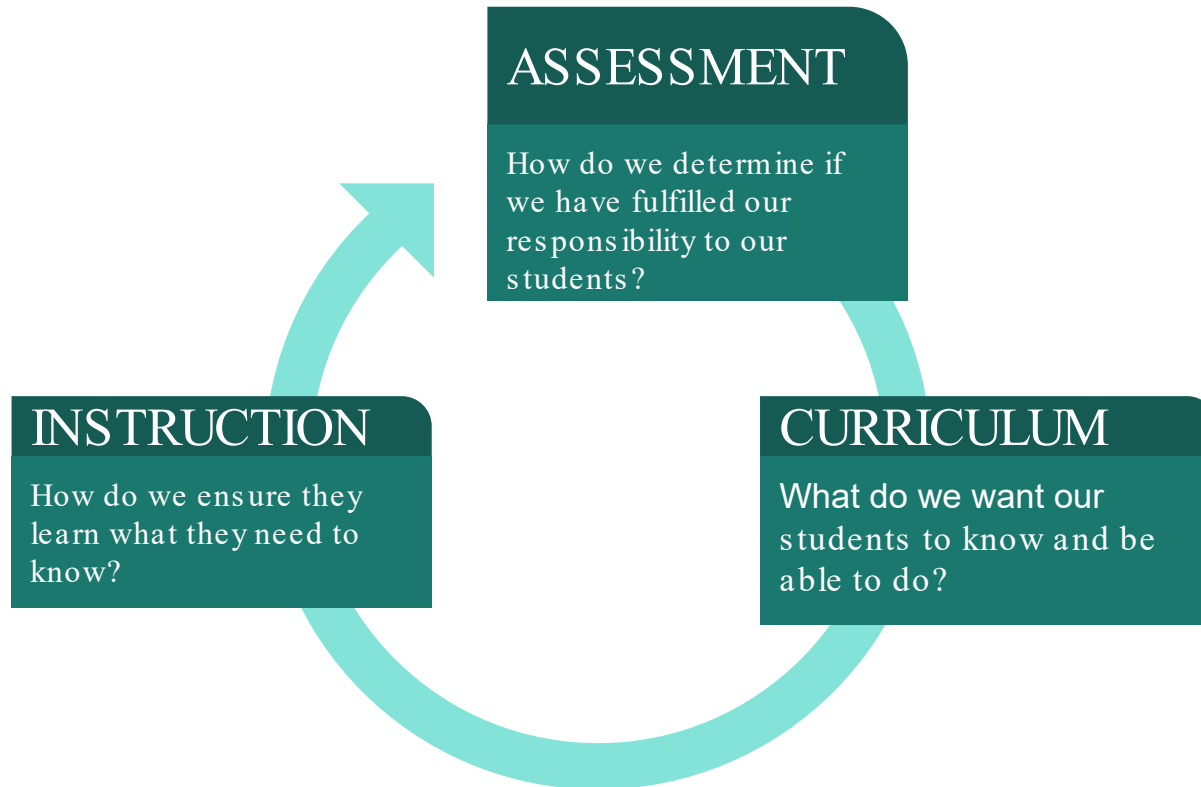 ASSESSMENT
How do we determine if
we have fulfilled our
responsibility to our
students?
INSTRUCTION
How do we ensure they
learn what they need to
know?
CURRICULUM
What do we want our
students to know and be
able to do?